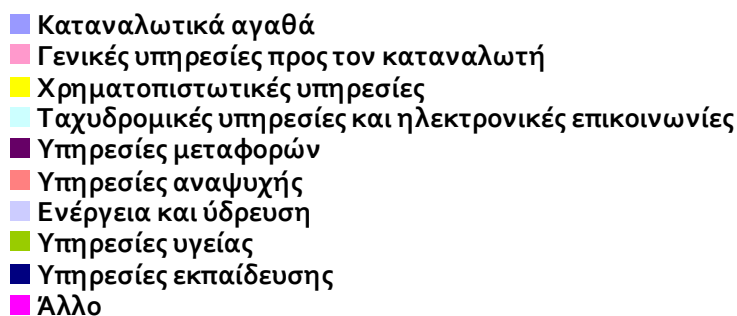 Καταναλωτικά αγαθά
Γενικές υπηρεσίες προς τον καταναλωτή
Χρηματοπιστωτικές υπηρεσίες
Ταχυδρομικές υπηρεσίες και ηλεκτρονικές επικοινωνίες
Υπηρεσίες μεταφορών
Υπηρεσίες αναψυχής
Ενέργεια και ύδρευση
Υπηρεσίες υγείας
Υπηρεσίες εκπαίδευσης
Άλλο